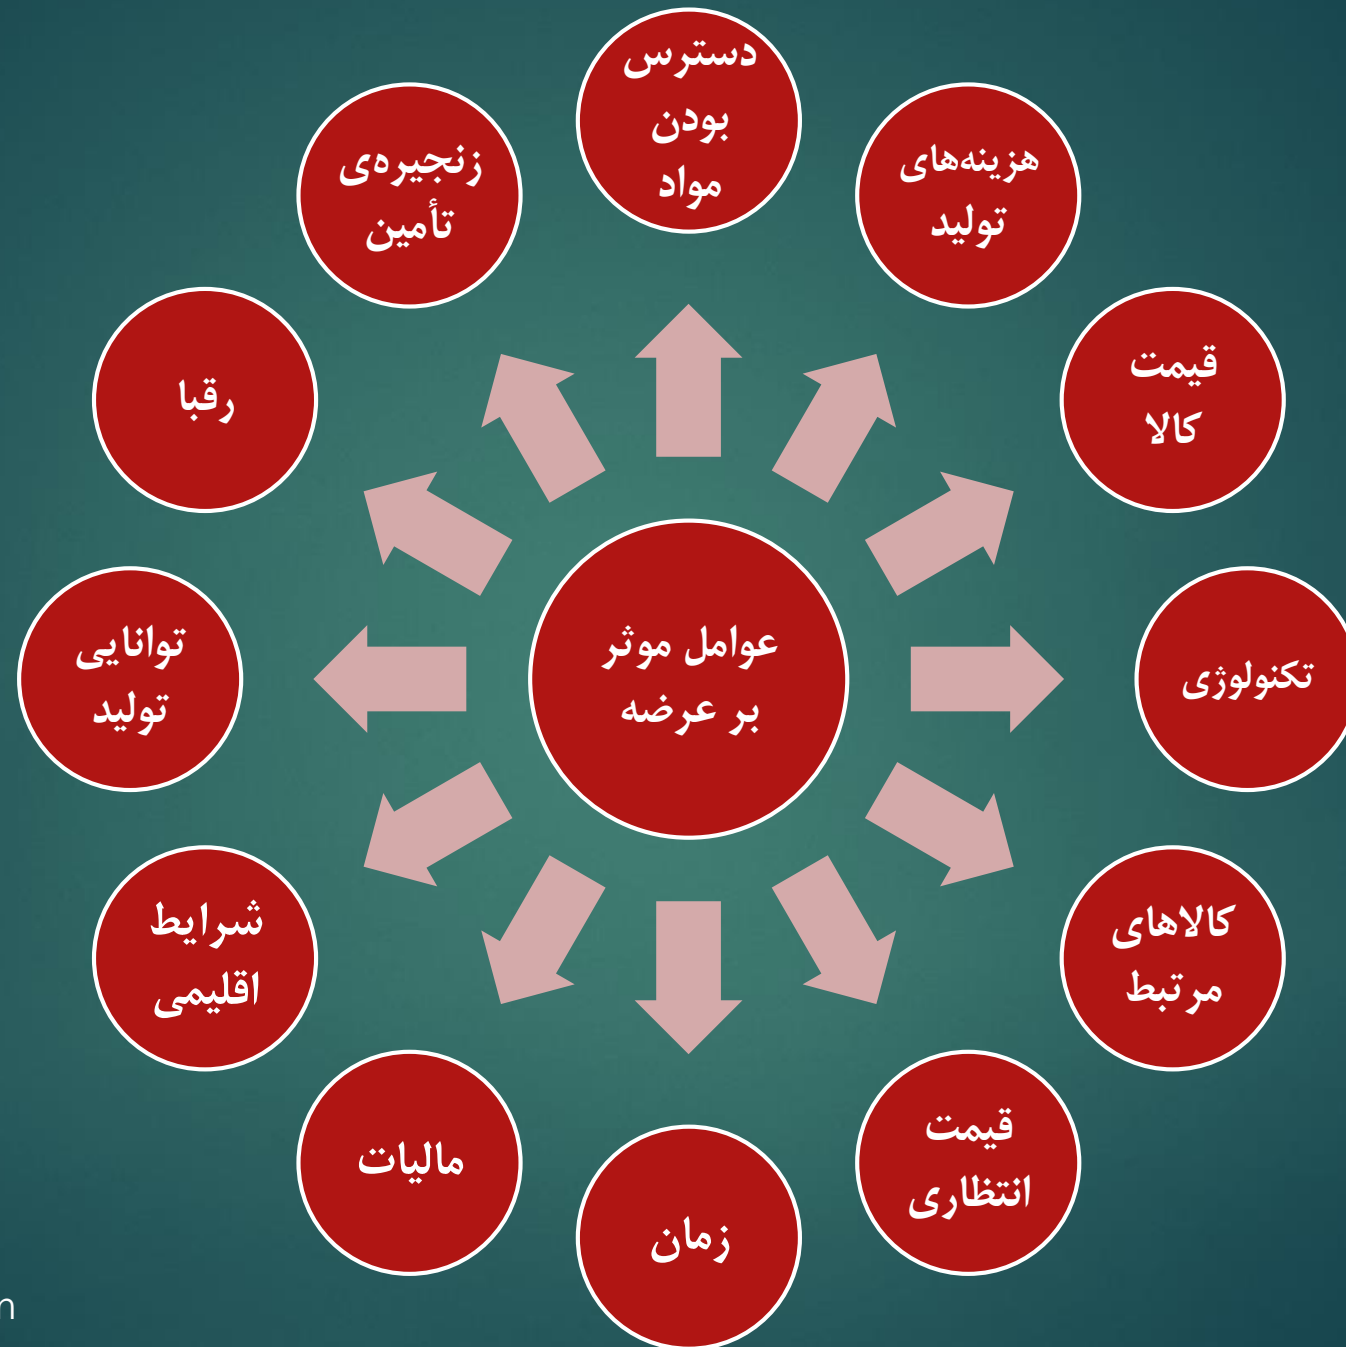 دسترس
بودن
مواد
هزینه‌های
تولید
قیمت
کالا
تکنولوژی
کالاهای
مرتبط
قیمت
انتظاری
زمان
مالیات
شرایط
اقلیمی
توانایی
تولید
رقبا
زنجیره‌ی
تأمین
عوامل موثر
بر عرضه
n